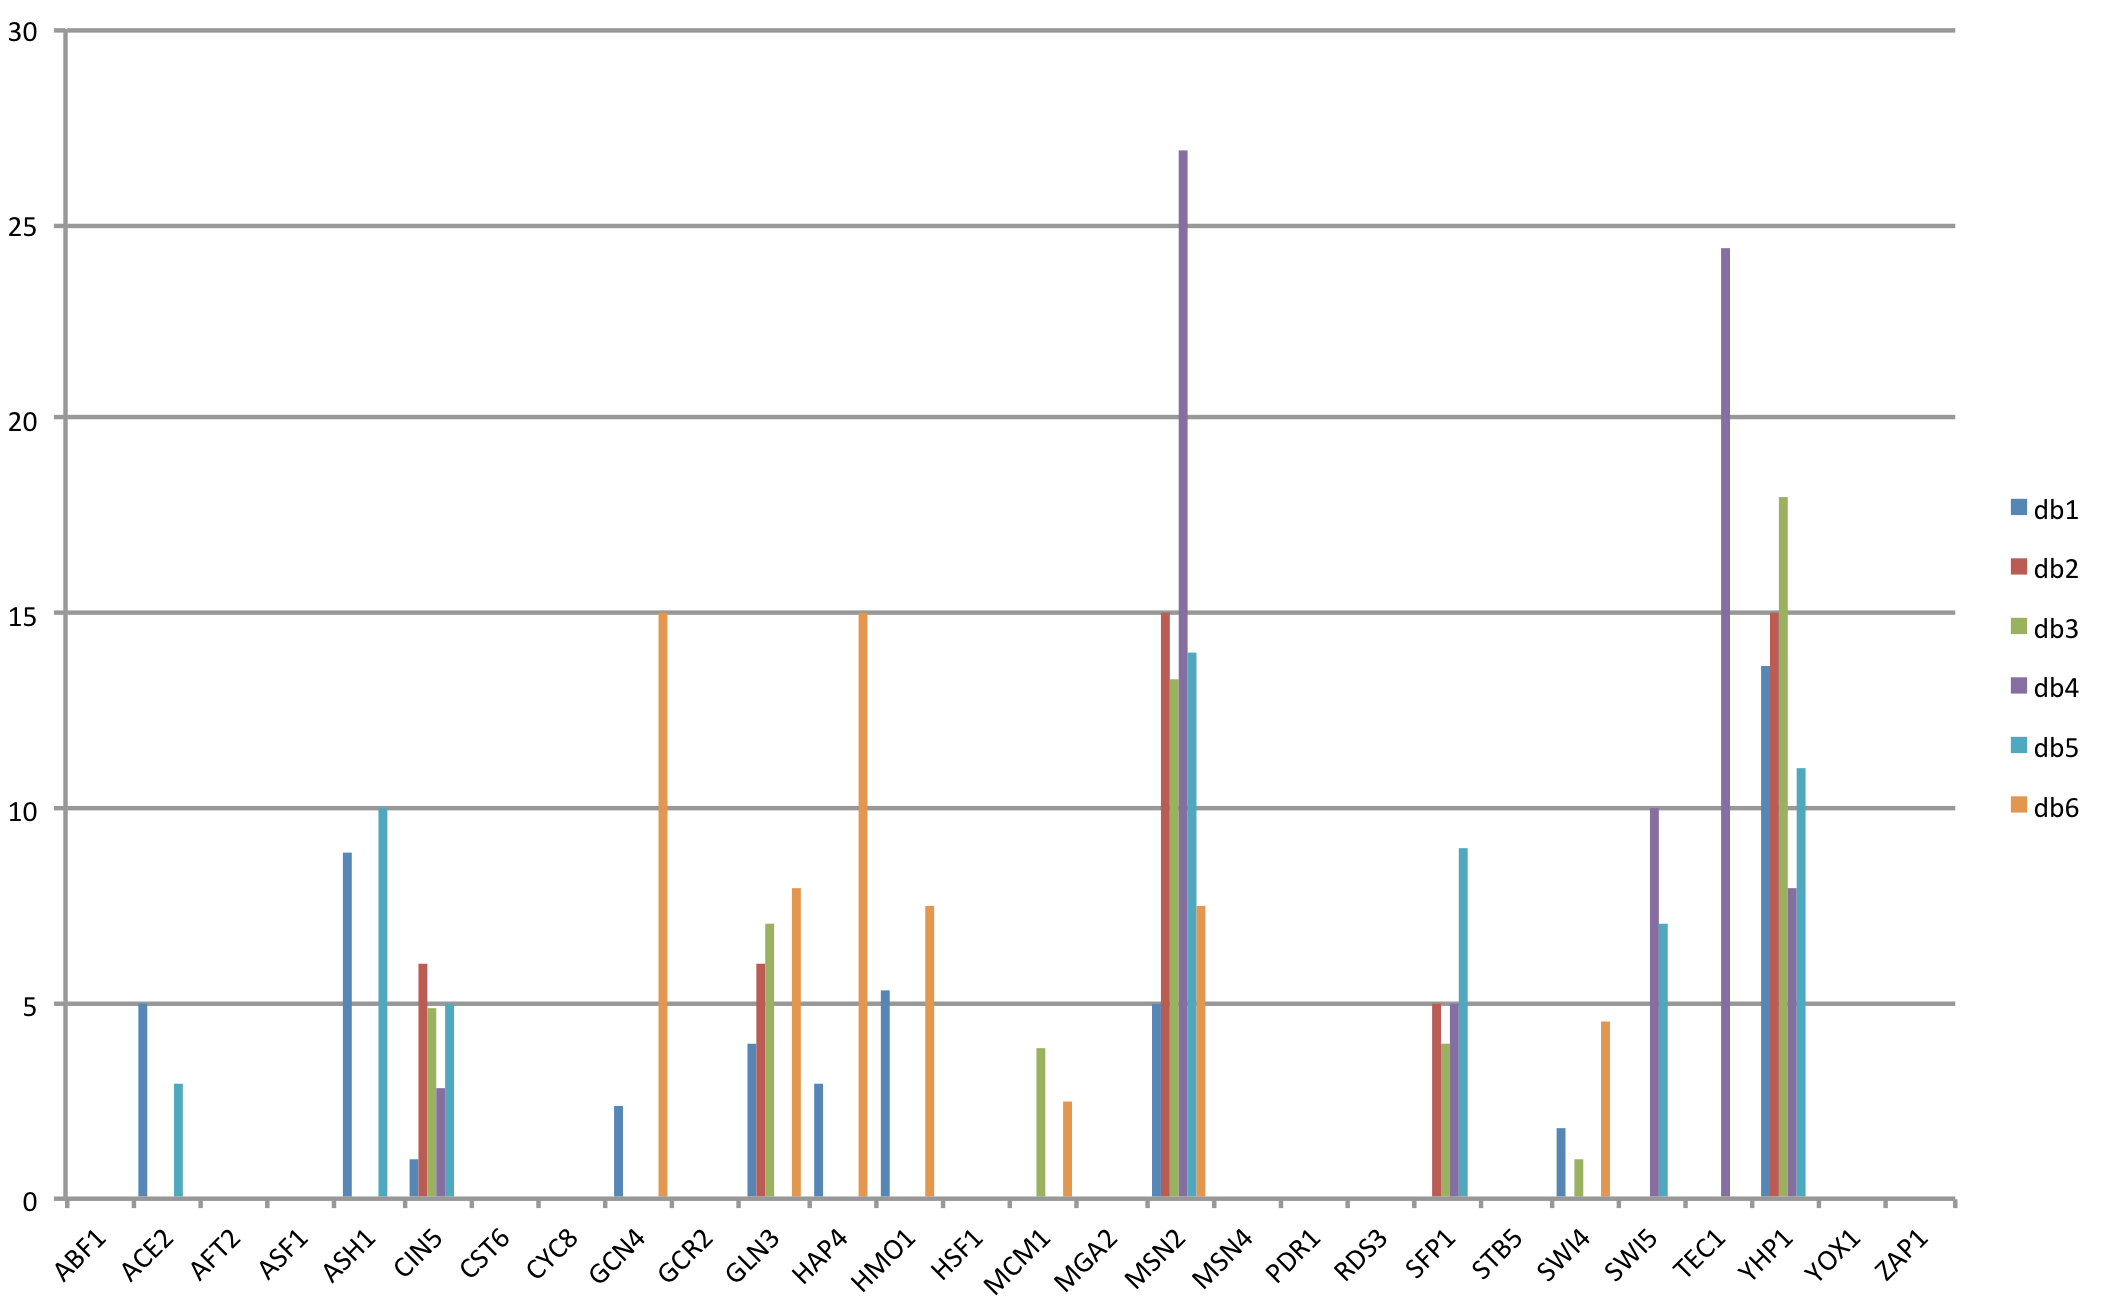 30
25
20
15
10
5
0
ABF1
ACE2
AFT2
ASF1
ASH1
CIN5
CST6
CYC8
GCN4
GCR2
GLN3
HAP4
HMO1
HSF1
MCM1
MGA2
MSN2
MSN4
PDR1
RDS3
SFP1
STB5
SWI4
SWI5
TEC1
YHP1
YOX1
ZAP1
db1
db2
db3
db4
db5
db6